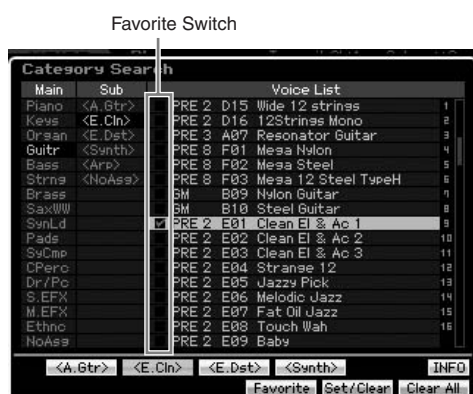 Favorite Switch
Category Search
Main Sub Voice List
Piano <A.Gtr> PRE 2 D15 Wide 12 strings 1
Keys <E.Cln> PRE 2 D16 12Strings Mono 2
Organ <E.Dst> PRE 3 A07 Resonator Guitar 3
Guitr <Synth> PRE 8 F01 Mega Nylon 4
Bass <Arp> PRE 8 F02 Mega Steel 5
Strng <NoAsg> PRE 8 F03 Mega 12 Steel TypeH 6
Brass GM B09 Nylon Guitar 7
SaxWW GM B10 Steel Guitar 8
SynLd PRE 2 E01 Clean El & Ac 1 9
Pads PRE 2 E02 Clean El & Ac 2 10
SyCmp PRE 2 E03 Clean El & Ac 3 11
CPerc PRE 2 E04 Strange 12 12
Dr/Pc PRE 2 E05 Jazzy Pick 13
S.EFX PRE 2 E06 Melodic Jazz 14
M.EFX PRE 2 E07 Fat Oil Jazz 15
Ethnc PRE 2 E08 Touch Wah 16
NoAsg PRE 2 E09 Baby
<A.Gtr> <E.Cln> <E.Dst> <Synth> INFO
Favorite Set/Clear Clear All